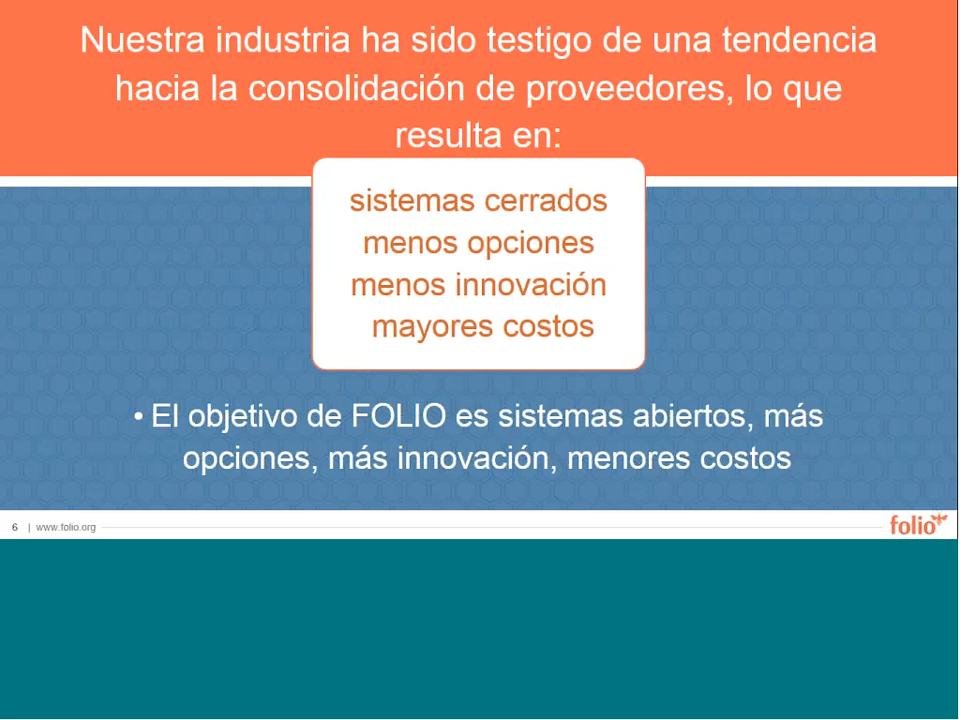 Nuestra industria ha sido testigo de una tendencia
hacia la consolidación de proveedores, lo que
resulta en:
sistemas cerrados
menos opciones
menos innovación
mayores costos
• El objetivo de FOLIO es sistemas abiertos, más
opciones, más innovación, menores costos
6 | www.folio.org
folio